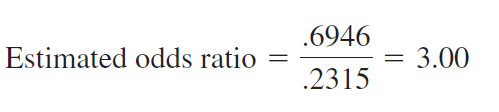 Estimated odds ratio = .6946 / .2315 = 3.00